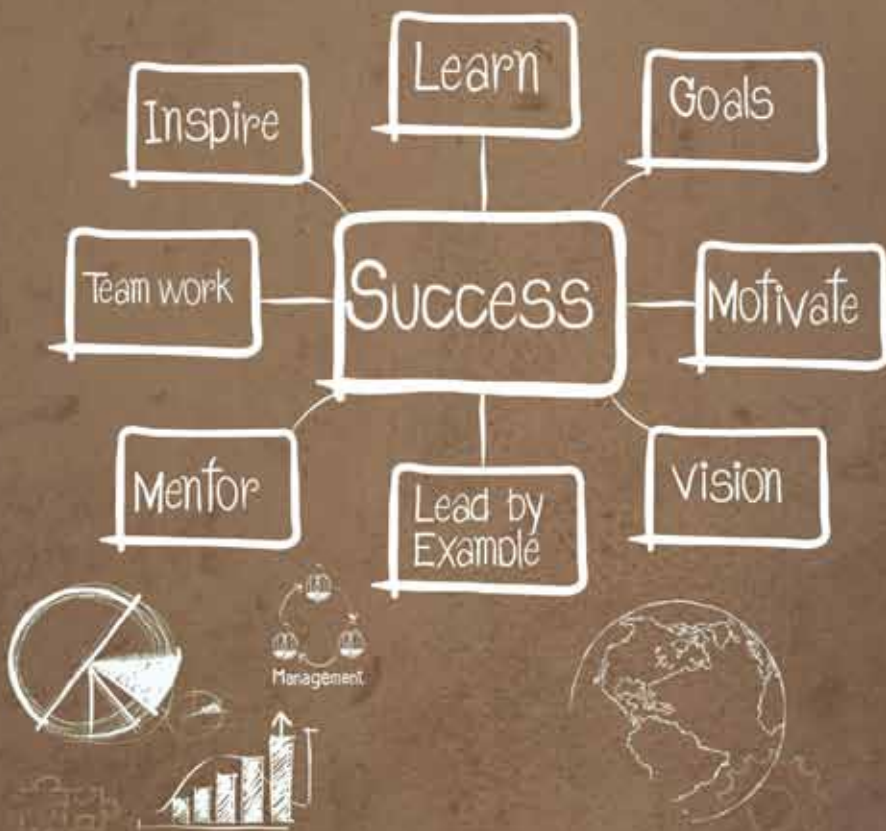 Learn
Inspire
Goals
Team work
Success
Motivate
Mentor
Lead by
Example
Vision
Management